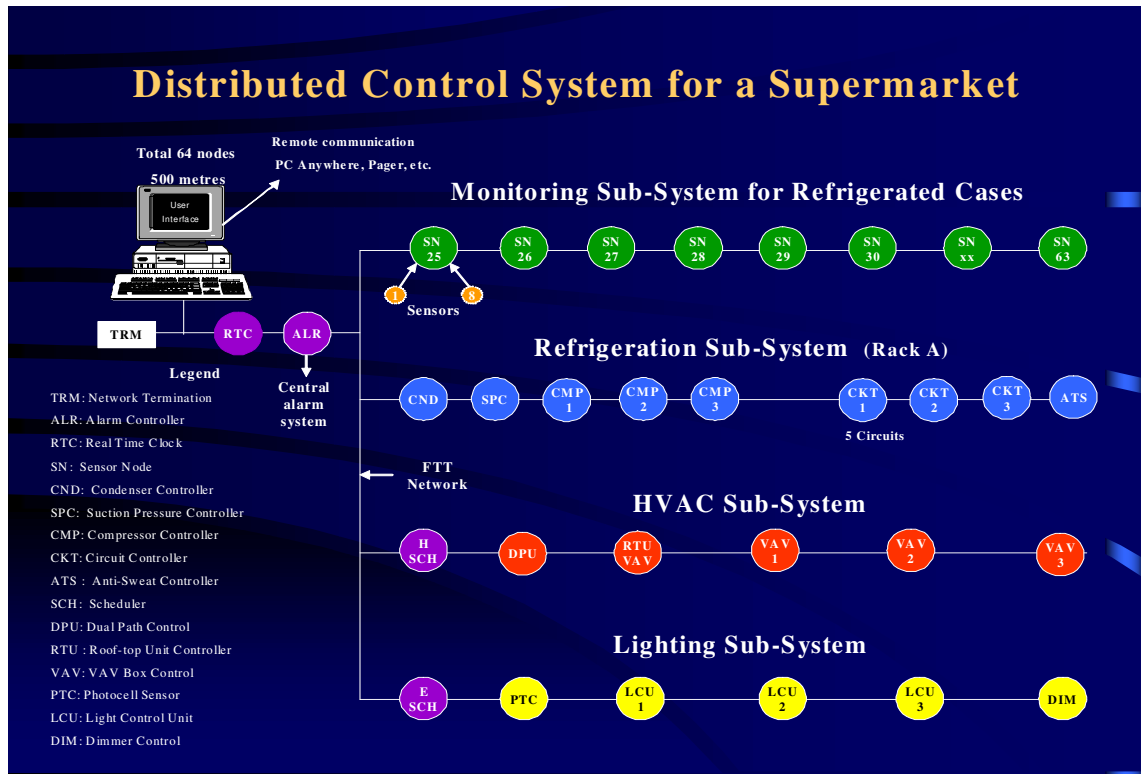 Distributed Control System for a Supermarket
Total 64 nodes
500 metres
Remote communication
PC Anywhere, Pager, etc.
User
Interface
Monitoring Sub-System for Refrigerated Cases
SN
25
SN
26
SN
27
SN
28
SN
29
SN
30
SN
xx
SN
63
1
8
Sensors
TRM
RTC
ALR
Central
alarm
system
Refrigeration Sub-System (Rack A)
CND
SPC
CMP
1
CMP
2
CMP
3
CKT
1
CKT
2
CKT
3
ATS
5 Circuits
FTT
Network
HVAC Sub-System
H
SCH
DPU
RTU
VAV
VAV
1
VAV
2
VAV
3
Lighting Sub-System
E
SCH
PTC
LCU
1
LCU
2
LCU
3
DIM
Legend
TRM: Network Termination
ALR: Alarm Controller
RTC: Real Time Clock
SN: Sensor Node
CND: Condenser Controller
SPC: Suction Pressure Controller
CMP: Compressor Controller
CKT: Circuit Controller
ATS : Anti-Sweat Controller
SCH: Scheduler
DPU: Dual Path Control
RTU : Roof-top Unit Controller
VAV: VAV Box Control
PTC: Photocell Sensor
LCU: Light Control Unit
DIM: Dimmer Control